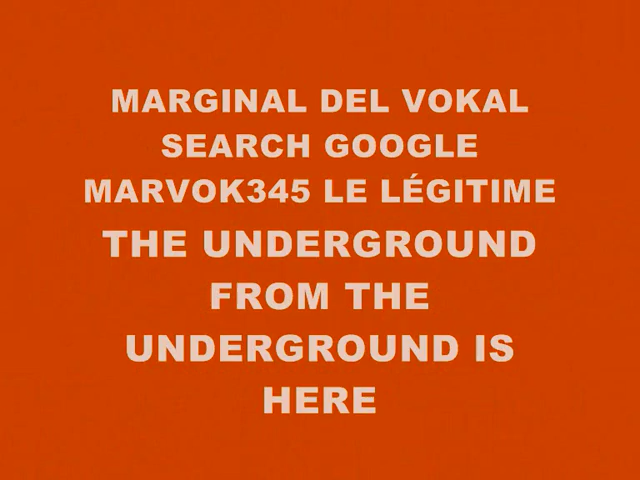 MARGINAL DEL VOKAL
SEARCH GOOGLE
MARVOK345 LE LÉGITIME
THE UNDERGROUND
FROM THE
UNDERGROUND IS
HERE